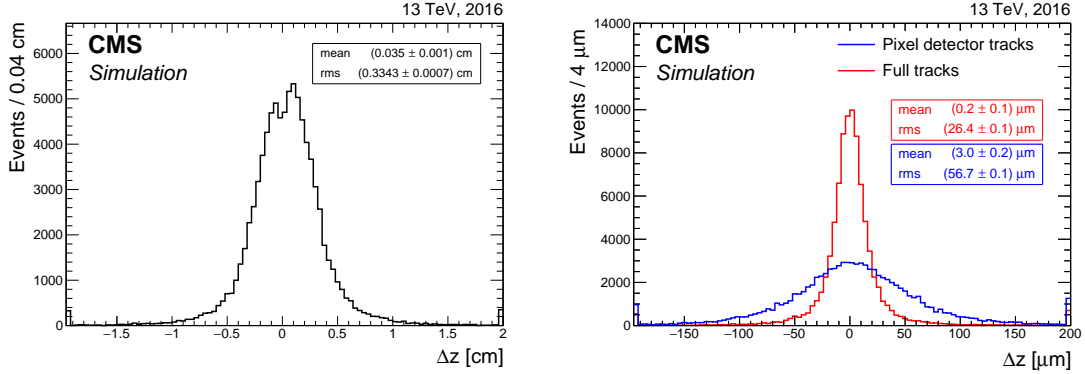 13 TeV, 2016
CMS
Simulation
mean (0.035 ± 0.001) cm
rms (0.3343 ± 0.0007) cm
Events / 0.04 cm
6000
5000
4000
3000
2000
1000
0
−1.5 −1 −0.5 0 0.5 1 1.5 2
Δz [cm]
13 TeV, 2016
CMS
Simulation
Pixel detector tracks
Full tracks
mean (0.2 ± 0.1) μm
rms (26.4 ± 0.1) μm
mean (3.0 ± 0.2) μm
rms (56.7 ± 0.1) μm
Events / 4 μm
14000
12000
10000
8000
6000
4000
2000
0
−150 −100 −50 0 50 100 150 200
Δz [μm]